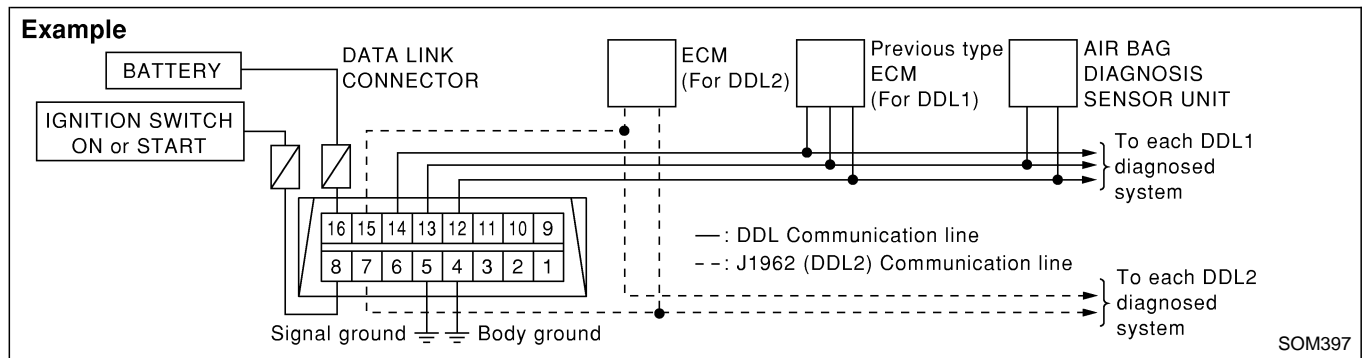 Example
BATTERY
IGNITION SWITCH
ON or START
DATA LINK
CONNECTOR
ECM
(For DDL2)
Previous type
ECM
(For DDL1)
AIR BAG
DIAGNOSIS
SENSOR UNIT
To each DDL1
diagnosed
system
16 15 14 13 12 11 10 9
8 7 6 5 4 3 2 1
— : DDL Communication line
- - : J1962 (DDL2) Communication line
To each DDL2
diagnosed
system
Signal ground
Body ground
SOM397